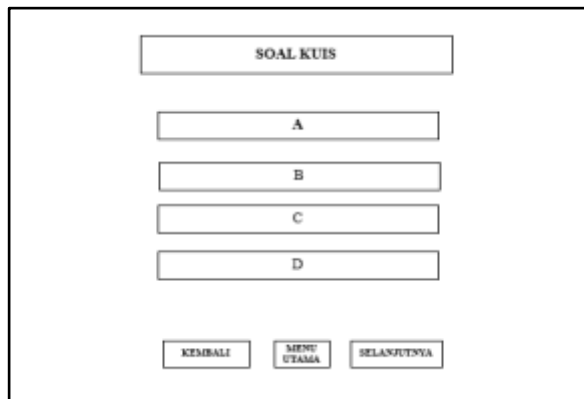 SOAL KUIS
A
B
C
D
KEMBALI
MENU
UTAMA
SELANJUTNYA